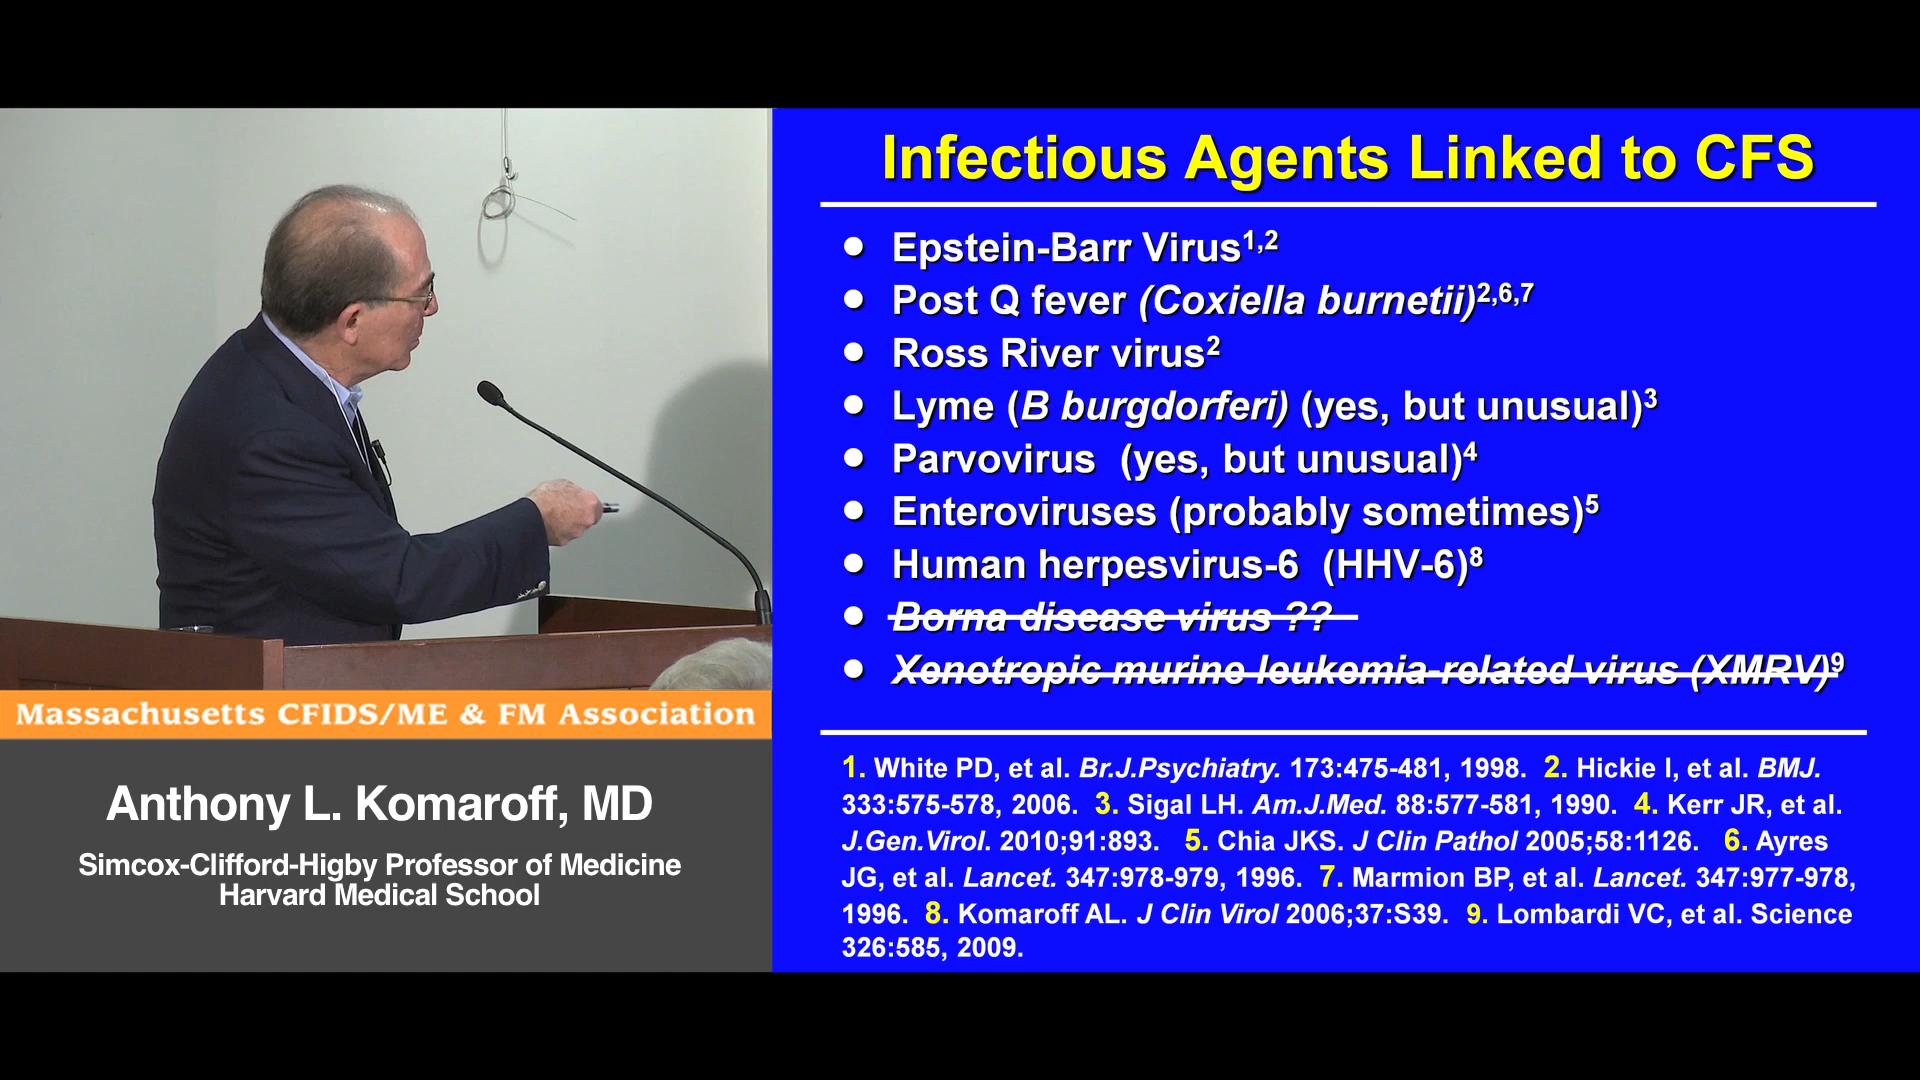 Infectious Agents Linked to CFS
● Epstein-Barr Virus1,2
● Post Q fever (Coxiella burnetii)2,6,7
● Ross River virus2
● Lyme (B burgdorferi) (yes, but unusual)3
● Parvovirus (yes, but unusual)4
● Enteroviruses (probably sometimes)5
● Human herpesvirus-6 (HHV-6)8
● Borna disease virus ??
● Xenotropic murine leukemia-related virus (XMRV)9
1. White PD, et al. Br.J.Psychiatry. 173:475-481, 1998. 2. Hickie I, et al. BMJ.
333:575-578, 2006. 3. Sigal LH. Am.J.Med. 88:577-581, 1990. 4. Kerr JR, et al.
J.Gen.Virol. 2010;91:893. 5. Chia JKS. J Clin Pathol 2005;58:1126. 6. Ayres
JG, et al. Lancet. 347:978-979, 1996. 7. Marmion BP, et al. Lancet. 347:977-978,
1996. 8. Komaroff AL. J Clin Virol 2006;37:S39. 9. Lombardi VC, et al. Science
326:585, 2009.
Massachusetts CFIDS/ME & FM Association
Anthony L. Komaroff, MD
Simcox-Clifford-Higby Professor of Medicine
Harvard Medical School